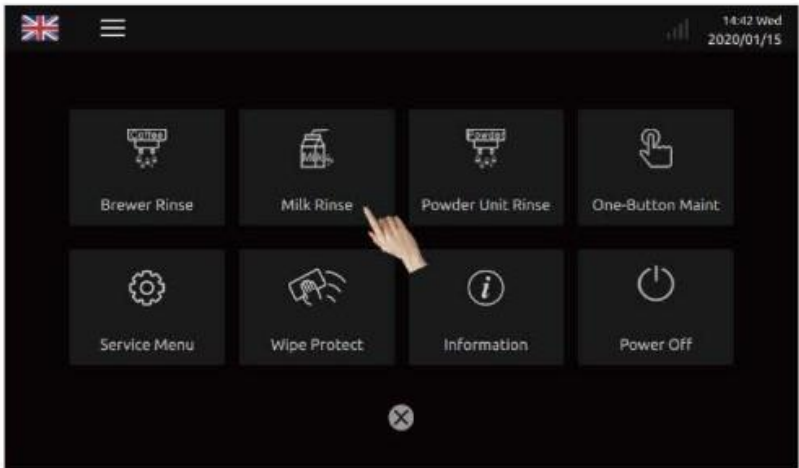 14:42 Wed
2020/01/15
Coffee
Milk
Powder
Brewer Rinse
Milk Rinse
Powder Unit Rinse
One-Button Maint
i
Service Menu
Wipe Protect
Information
Power Off